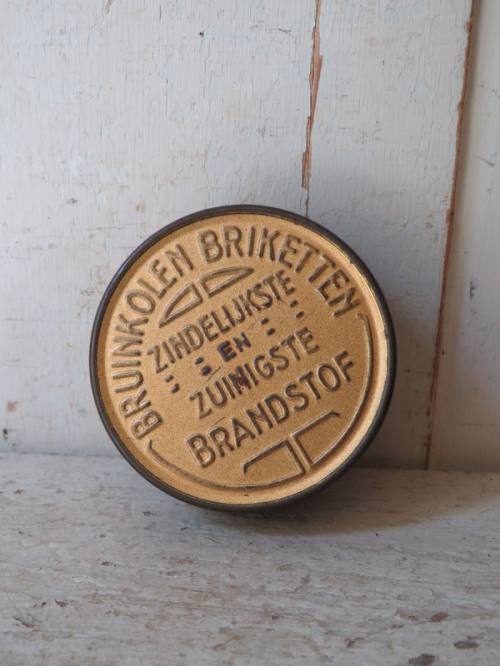 BRUINKOLEN BRIKETTEN
ZINDELIJKSTE
EN
ZUINIGSTE
BRANDSTOF